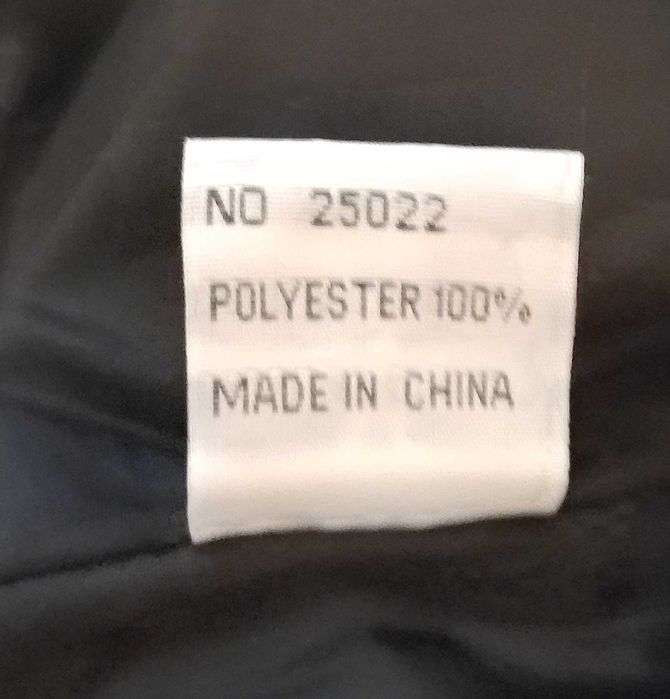 NO 25022
POLYESTER 100%
MADE IN CHINA